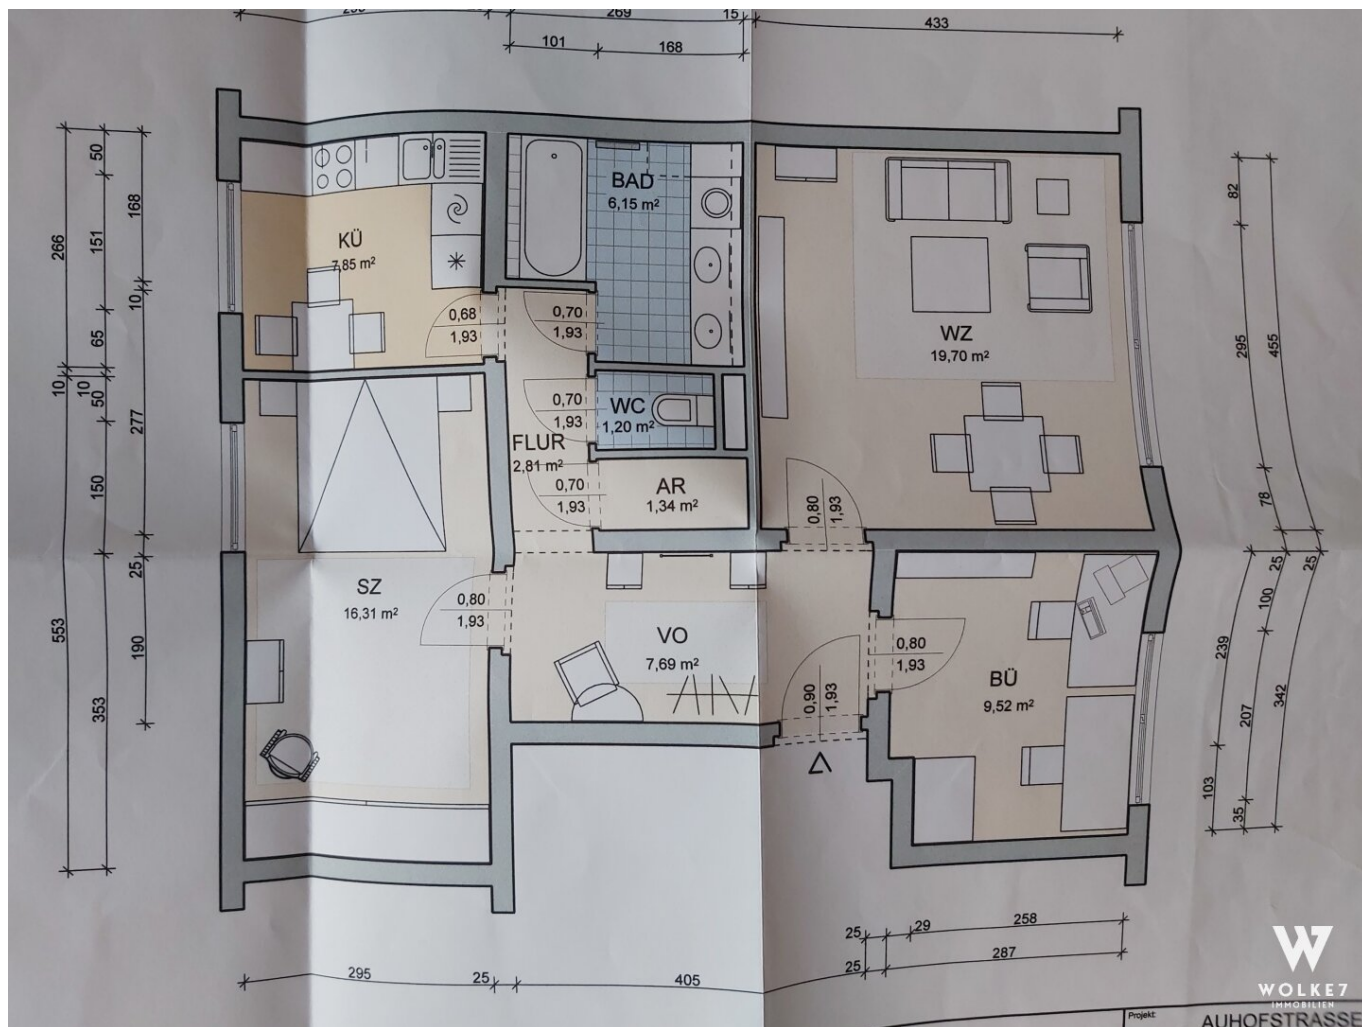 269
15
433
101
168
50
168
266
151
10
65
10
10
50
277
150
25
553
190
353
KÜ
7,85 m²
BAD
6,15 m²
WZ
19,70 m²
0,68
1,93
0,70
1,93
0,70
1,93
WC
1,20 m²
FLUR
2,81 m²
0,70
1,93
AR
1,34 m²
0,80
1,93
SZ
16,31 m²
0,80
1,93
VO
7,69 m²
0,90
1,93
0,80
1,93
BÜ
9,52 m²
82
295
455
78
25
25
100
239
207
342
103
35
295
25
405
25
29
258
25
287
WOLKE7
IMMOBILIEN
Projekt:
AUHOFSTRASSE